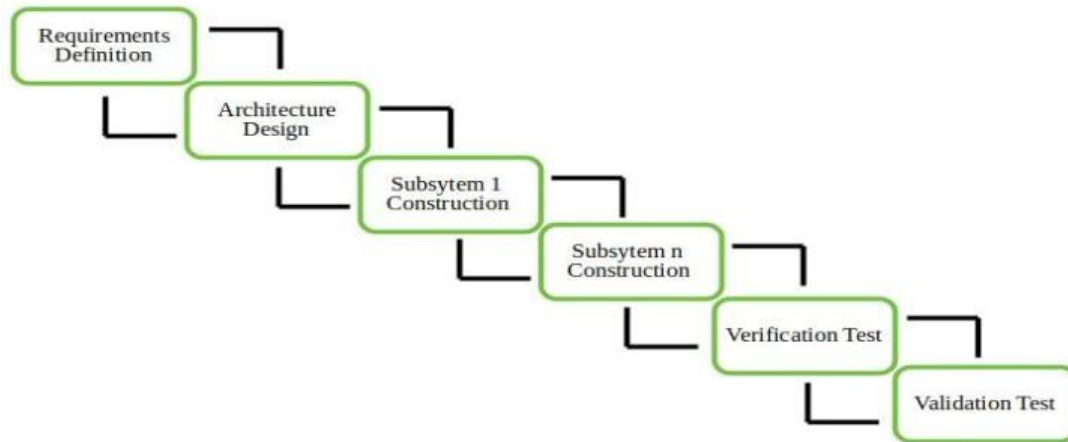 Requirements
Definition
Architecture
Design
Subsytem 1
Construction
Subsytem n
Construction
Verification Test
Validation Test